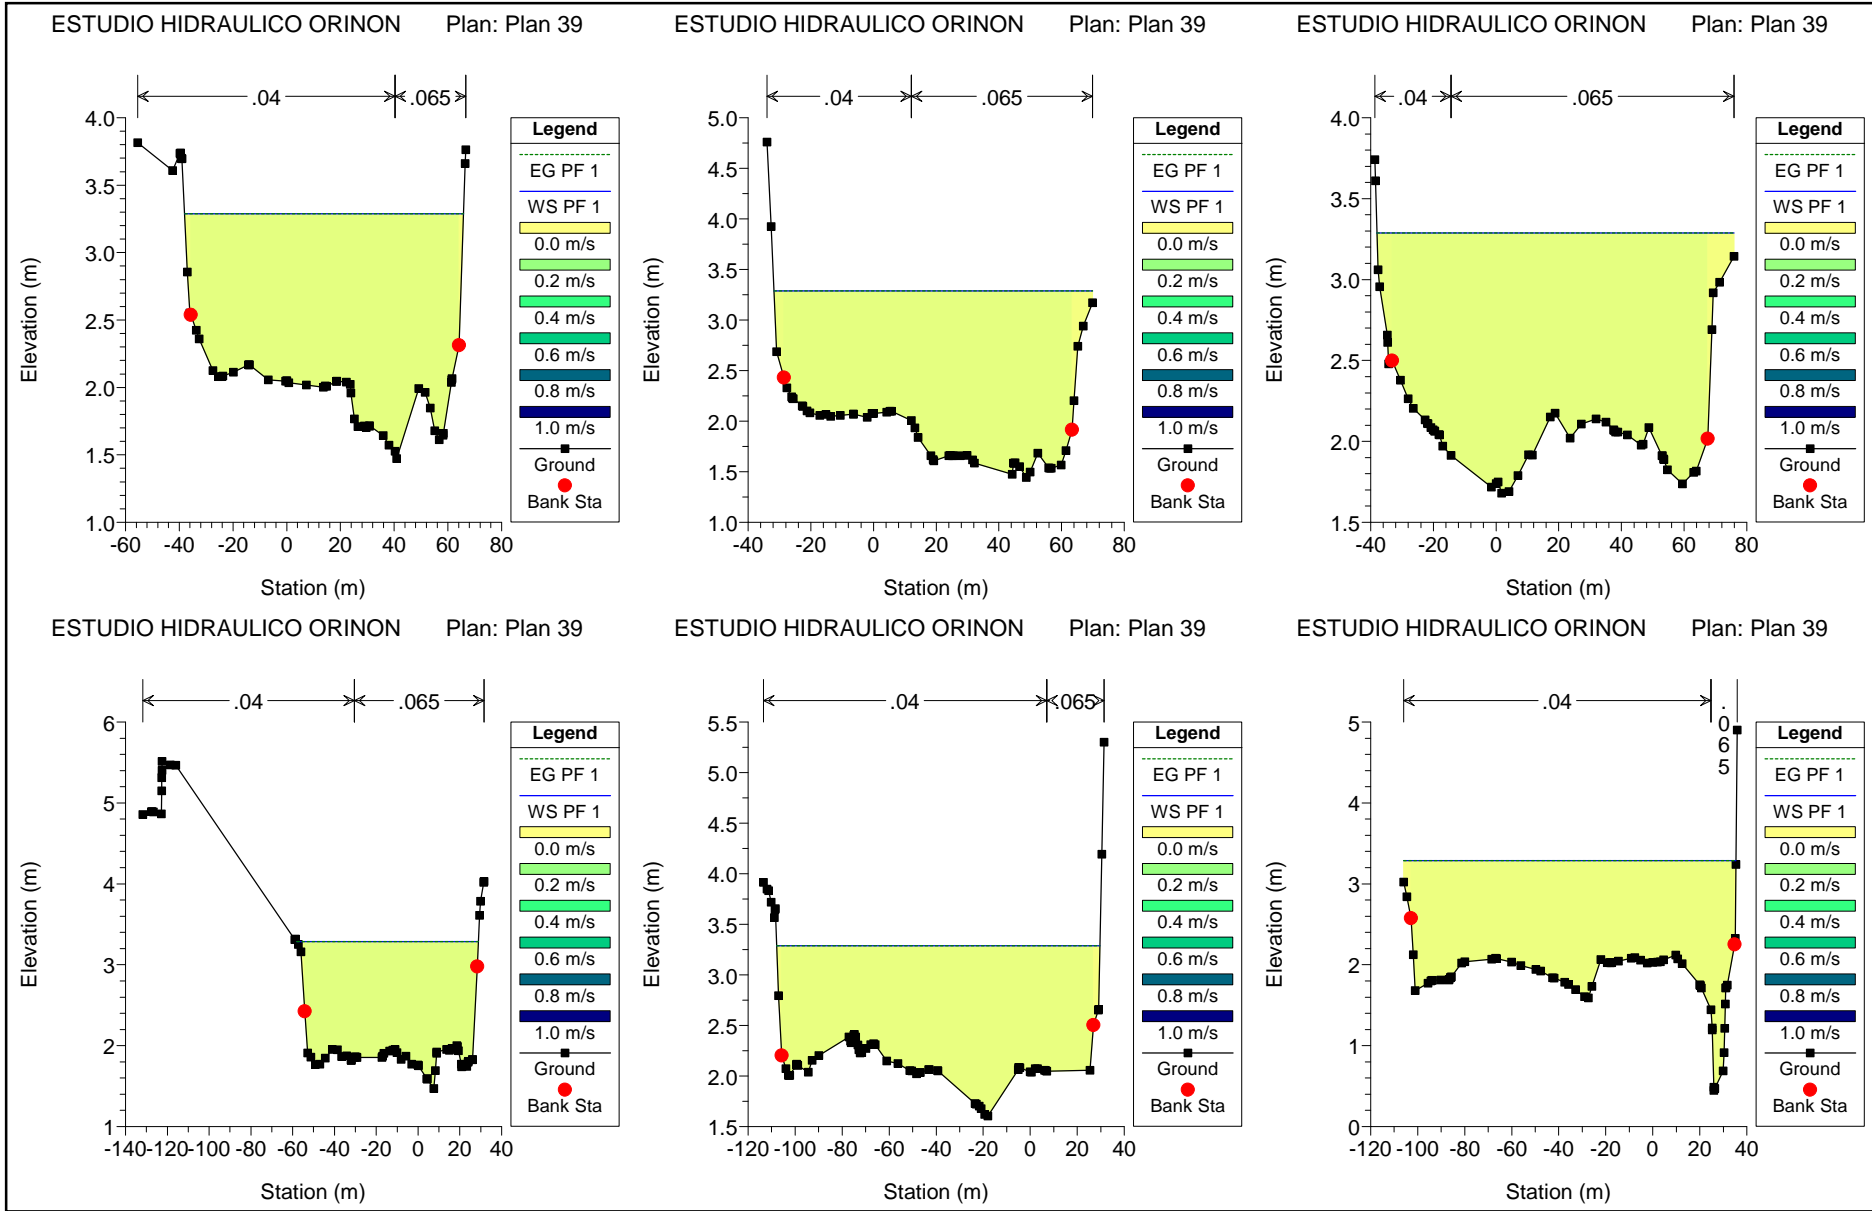 ESTUDIO HIDRAULICO ORINON Plan: Plan 39
.04 .065
4.0
3.5
3.0
2.5
2.0
1.5
1.0
Elevation (m)
-60 -40 -20 0 20 40 60 80
Station (m)
Legend
EG PF 1
WS PF 1
0.0 m/s
0.2 m/s
0.4 m/s
0.6 m/s
0.8 m/s
1.0 m/s
Ground
Bank Sta
ESTUDIO HIDRAULICO ORINON Plan: Plan 39
.04 .065
5.0
4.5
4.0
3.5
3.0
2.5
2.0
1.5
1.0
Elevation (m)
-40 -20 0 20 40 60 80
Station (m)
Legend
EG PF 1
WS PF 1
0.0 m/s
0.2 m/s
0.4 m/s
0.6 m/s
0.8 m/s
1.0 m/s
Ground
Bank Sta
ESTUDIO HIDRAULICO ORINON Plan: Plan 39
.04 .065
4.0
3.5
3.0
2.5
2.0
1.5
Elevation (m)
-40 -20 0 20 40 60 80
Station (m)
Legend
EG PF 1
WS PF 1
0.0 m/s
0.2 m/s
0.4 m/s
0.6 m/s
0.8 m/s
1.0 m/s
Ground
Bank Sta
ESTUDIO HIDRAULICO ORINON Plan: Plan 39
.04 .065
6
5
4
3
2
1
Elevation (m)
-140 -120 -100 -80 -60 -40 -20 0 20 40
Station (m)
Legend
EG PF 1
WS PF 1
0.0 m/s
0.2 m/s
0.4 m/s
0.6 m/s
0.8 m/s
1.0 m/s
Ground
Bank Sta
ESTUDIO HIDRAULICO ORINON Plan: Plan 39
.04 .065
5.5
5.0
4.5
4.0
3.5
3.0
2.5
2.0
1.5
Elevation (m)
-120 -100 -80 -60 -40 -20 0 20 40
Station (m)
Legend
EG PF 1
WS PF 1
0.0 m/s
0.2 m/s
0.4 m/s
0.6 m/s
0.8 m/s
1.0 m/s
Ground
Bank Sta
ESTUDIO HIDRAULICO ORINON Plan: Plan 39
.04 .
0
6
5
5
4
3
2
1
0
Elevation (m)
-120 -100 -80 -60 -40 -20 0 20 40
Station (m)
Legend
EG PF 1
WS PF 1
0.0 m/s
0.2 m/s
0.4 m/s
0.6 m/s
0.8 m/s
1.0 m/s
Ground
Bank Sta